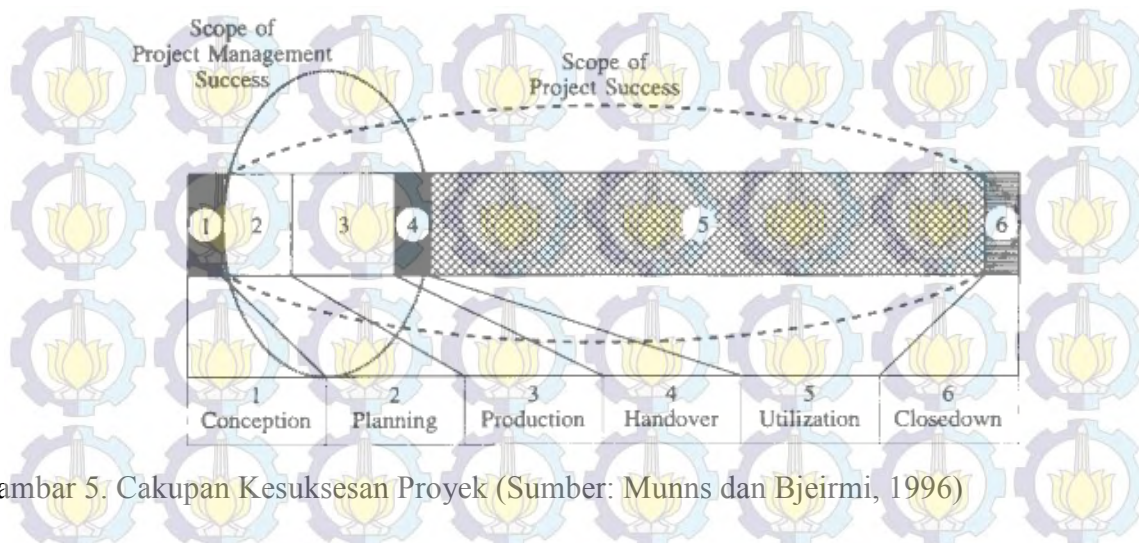 Scope of
Project Management
Success
Scope of
Project Success
1 2 3 4 5 6
1 2 3 4 5 6
Conception Planning Production Handover Utilization Closedown
ambar 5. Cakupan Kesuksesan Proyek (Sumber: Munns dan Bjeirmi, 1996)